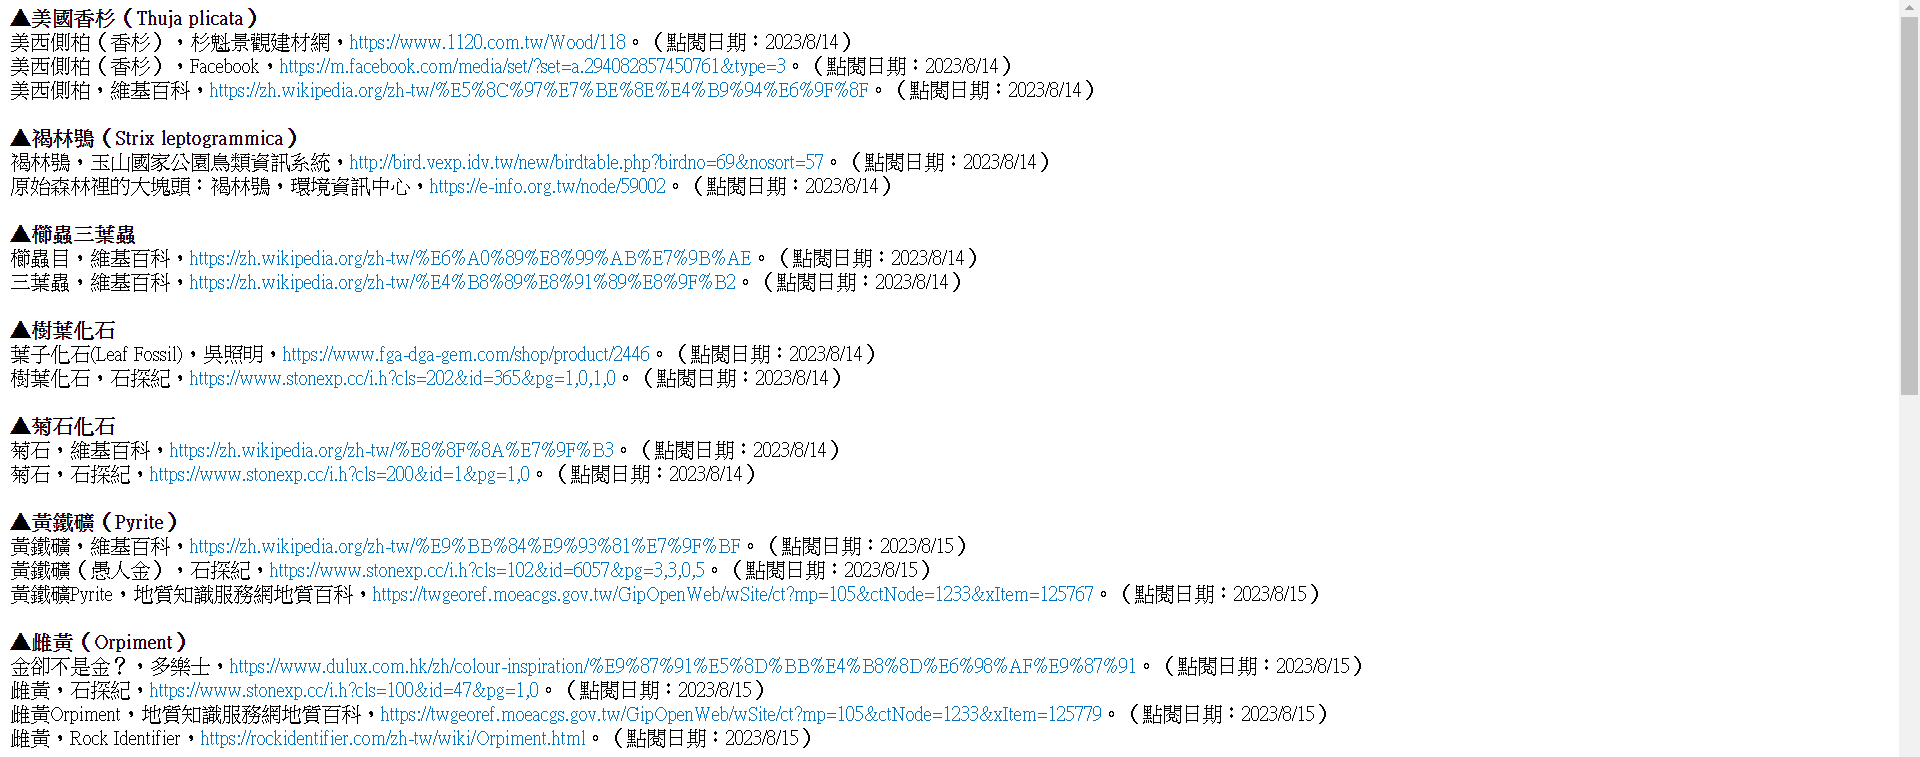 ▲美國香杉（Thuja plicata）
美西側柏（香杉），杉魁景觀建材網，https://www.1120.com.tw/Wood/118。（點閱日期：2023/8/14）
美西側柏（香杉），Facebook，https://m.facebook.com/media/set/?set=a.294082857450761&type=3。（點閱日期：2023/8/14）
美西側柏，維基百科，https://zh.wikipedia.org/zh-tw/%E5%8C%97%E7%BE%8E%E4%B9%94%E6%9F%8F。（點閱日期：2023/8/14）
▲褐林鴞（Strix leptogrammica）
褐林鴞，玉山國家公園鳥類資訊系統，http://bird.vexp.idv.tw/new/birdtable.php?birdno=69&nosort=57。（點閱日期：2023/8/14）
原始森林裡的大塊頭：褐林鴞，環境資訊中心，https://e-info.org.tw/node/59002。（點閱日期：2023/8/14）
▲櫛蟲三葉蟲
櫛蟲目，維基百科，https://zh.wikipedia.org/zh-tw/%E6%A0%89%E8%99%AB%E7%9B%AE。（點閱日期：2023/8/14）
三葉蟲，維基百科，https://zh.wikipedia.org/zh-tw/%E4%B8%89%E8%91%89%E8%9F%B2。（點閱日期：2023/8/14）
▲樹葉化石
葉子化石(Leaf Fossil)，吳照明，https://www.fga-dga-gem.com/shop/product/2446。（點閱日期：2023/8/14）
樹葉化石，石探紀，https://www.stonexp.cc/i.h?cls=202&id=365&pg=1,0,1,0。（點閱日期：2023/8/14）
▲菊石化石
菊石，維基百科，https://zh.wikipedia.org/zh-tw/%E8%8F%8A%E7%9F%B3。（點閱日期：2023/8/14）
菊石，石探紀，https://www.stonexp.cc/i.h?cls=200&id=1&pg=1,0。（點閱日期：2023/8/14）
▲黃鐵礦（Pyrite）
黃鐵礦，維基百科，https://zh.wikipedia.org/zh-tw/%E9%BB%84%E9%93%81%E7%9F%BF。（點閱日期：2023/8/15）
黃鐵礦（愚人金），石探紀，https://www.stonexp.cc/i.h?cls=102&id=6057&pg=3,3,0,5。（點閱日期：2023/8/15）
黃鐵礦Pyrite，地質知識服務網地質百科，https://twgeoref.moeacgs.gov.tw/GipOpenWeb/wSite/ct?mp=105&ctNode=1233&xItem=125767。（點閱日期：2023/8/15）
▲雌黃（Orpiment）
金卻不是金？，多樂士，https://www.dulux.com.hk/zh/colour-inspiration/%E9%87%91%E5%8D%BB%E4%B8%8D%E6%98%AF%E9%87%91。（點閱日期：2023/8/15）
雌黃，石探紀，https://www.stonexp.cc/i.h?cls=100&id=47&pg=1,0。（點閱日期：2023/8/15）
雌黃Orpiment，地質知識服務網地質百科，https://twgeoref.moeacgs.gov.tw/GipOpenWeb/wSite/ct?mp=105&ctNode=1233&xItem=125779。（點閱日期：2023/8/15）
雌黃，Rock Identifier，https://rockidentifier.com/zh-tw/wiki/Orpiment.html。（點閱日期：2023/8/15）